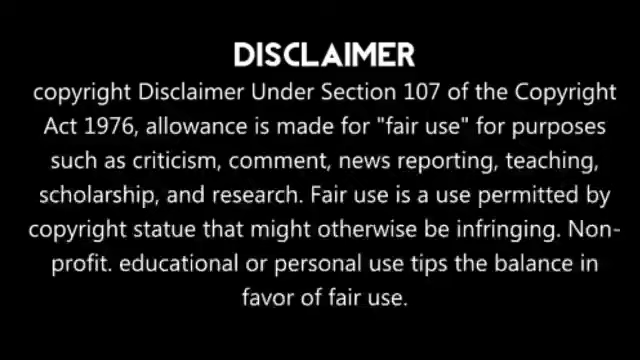 DISCLAIMER
copyright Disclaimer Under Section 107 of the Copyright
Act 1976, allowance is made for "fair use" for purposes
such as criticism, comment, news reporting, teaching,
scholarship, and research. Fair use is a use permitted by
copyright statue that might otherwise be infringing. Non-
profit. educational or personal use tips the balance in
favor of fair use.